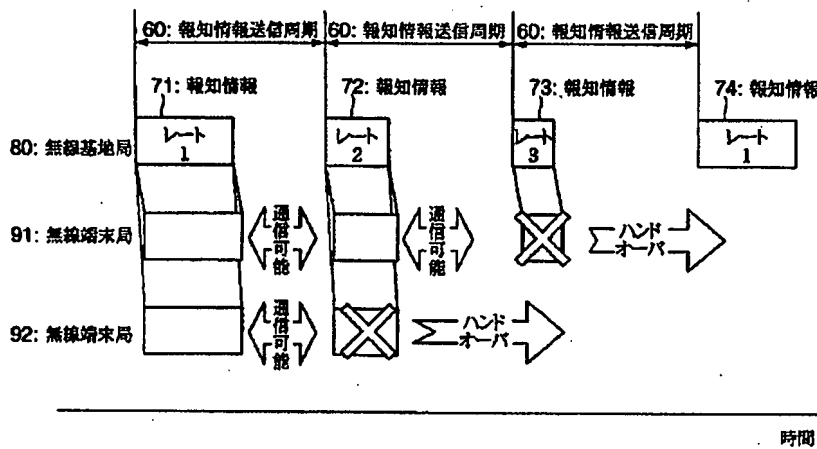 60: 報知情報送信周期 60: 報知情報送信周期 60: 報知情報送信周期
71: 報知情報 72: 報知情報 73: 報知情報 74: 報知情報
80: 無線基地局 レート 1 レート 2 レート 3 レート 1
91: 無線端末局 通信可能 通信可能 ハンドオーバ
92: 無線端末局 通信可能 ハンドオーバ
時間